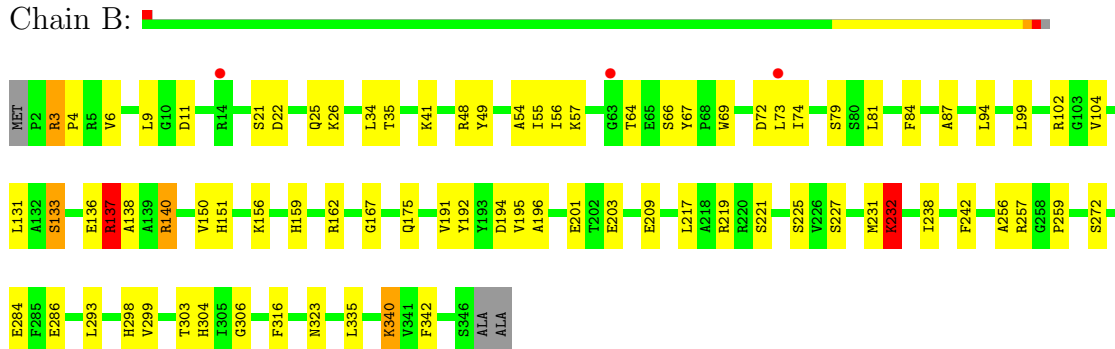 Chain B:
MET P2 R3 P4 R5 V6 L9 G10 D11 R14 S21 D22 Q25 K26 L34 T35 K41 R48 Y49 A54 I55 I56 K57 G63 T64 E65 S66 Y67 P68 W69 D72 L73 I74 S79 S80 L81 F84 A87 L94 L99 R102 G103 V104
L131 A132 S133 E136 R137 A138 A139 R140 V150 H151 K156 H159 R162 G167 Q175 V191 Y192 Y193 D194 V195 A196 E201 T202 E203 E209 L217 A218 R219 R220 S221 S225 V226 S227 M231 K232 I238 F242 A256 R257 G258 P259 S272
E284 F285 E286 L293 H298 V299 T303 H304 I305 G306 F316 N323 L335 K340 V341 F342 S346 ALA ALA